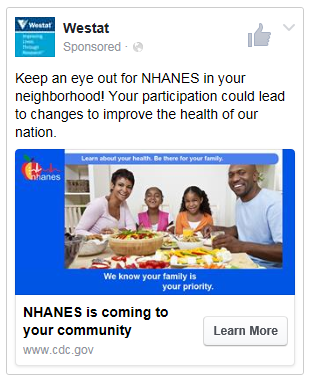 Westat
Improving
Lives
Through
Research
Westat
Sponsored ·
Keep an eye out for NHANES in your
neighborhood! Your participation could lead
to changes to improve the health of our
nation.
Learn about your health. Be there for your family.
nhanes
We know your family is
your priority.
NHANES is coming to
your community
Learn More
www.cdc.gov